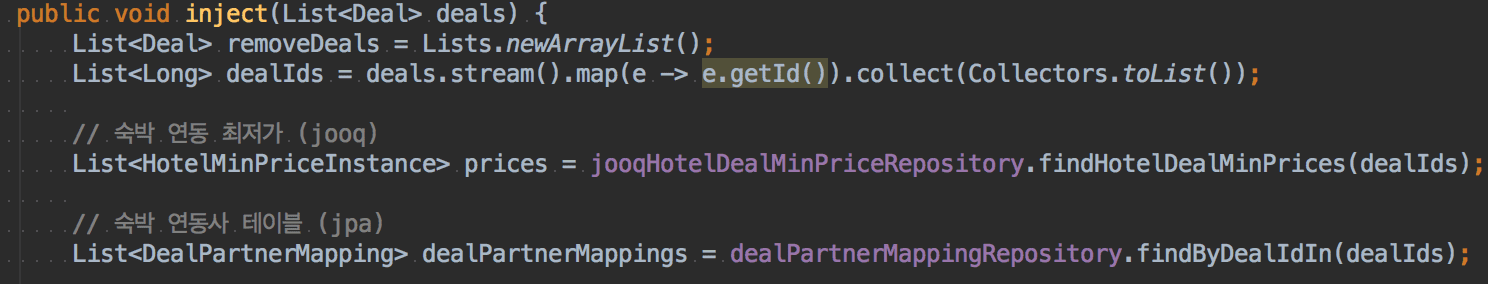 public void inject(List<Deal> deals) {
List<Deal> removeDeals = Lists.newArrayList();
List<Long> dealIds = deals.stream().map(e -> e.getId()).collect(Collectors.toList());
// 숙박 연동 최저가 (jooq)
List<HotelMinPriceInstance> prices = jooqHotelDealMinPriceRepository.findHotelDealMinPrices(dealIds);
// 숙박 연동사 테이블 (jpa)
List<DealPartnerMapping> dealPartnerMappings = dealPartnerMappingRepository.findByDealIdIn(dealIds);